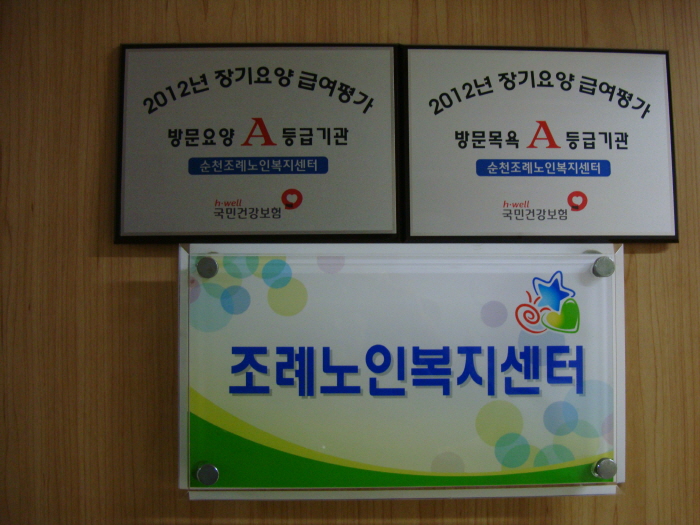 2012년 장기요양 급여평가
방문요양 A 등급기관
순천조례노인복지센터
h-well
국민건강보험
2012년 장기요양 급여평가
방문목욕 A 등급기관
순천조례노인복지센터
h-well
국민건강보험
조례노인복지센터